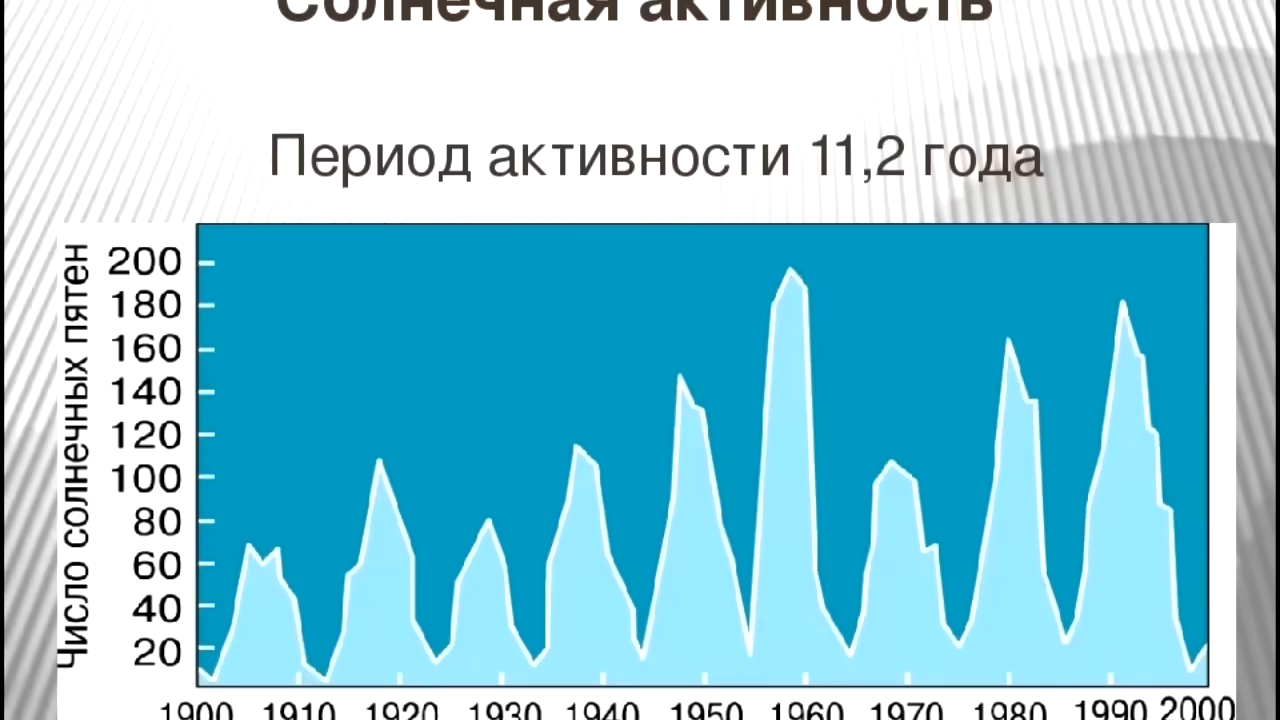 Солнечная активность
Период активности 11,2 года
Число солнечных пятен
200
180
160
140
120
100
80
60
40
20
1900 1910 1920 1930 1940 1950 1960 1970 1980 1990 2000